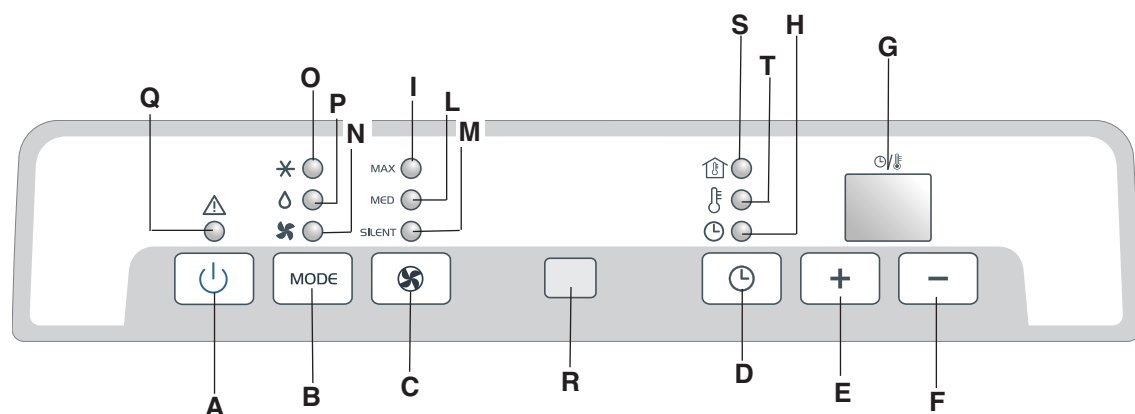 S H
G
O T
Q P I L
N M
MAX
MED
SILENT
MODE
+ −
A B C R D E F